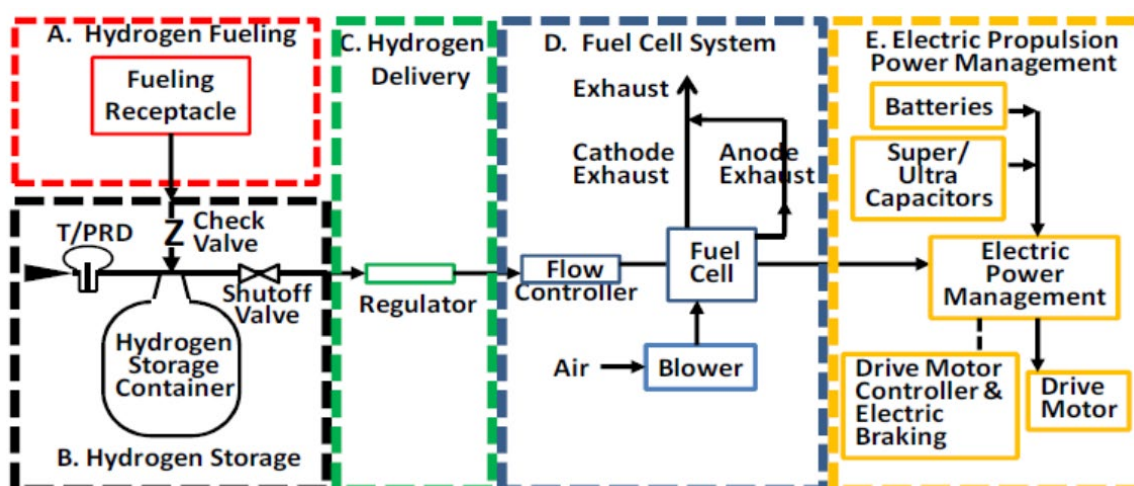 A. Hydrogen Fueling
Fueling
Receptacle
T/PRD
Z
Check
Valve
Shutoff
Valve
Hydrogen
Storage
Container
B. Hydrogen Storage
C. Hydrogen
Delivery
Regulator
D. Fuel Cell System
Exhaust
Cathode
Exhaust
Anode
Exhaust
Flow
Controller
Fuel
Cell
Air
Blower
E. Electric Propulsion
Power Management
Batteries
Super/
Ultra
Capacitors
Electric
Power
Management
Drive Motor
Controller &
Electric
Braking
Drive
Motor